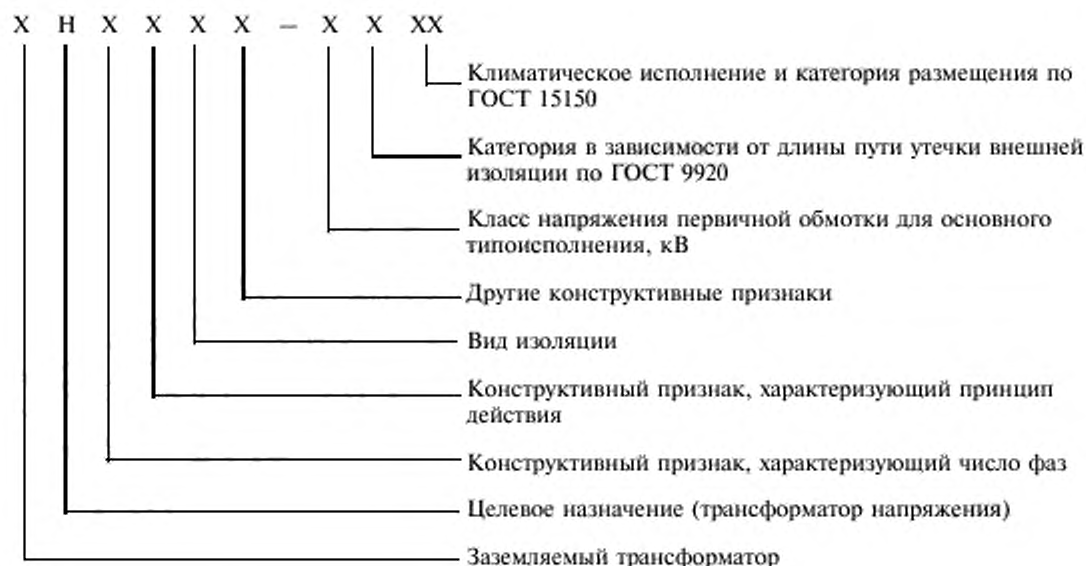 Х Н Х Х Х Х – Х Х ХХ
Климатическое исполнение и категория размещения по
ГОСТ 15150
Категория в зависимости от длины пути утечки внешней
изоляции по ГОСТ 9920
Класс напряжения первичной обмотки для основного
типоисполнения, кВ
Другие конструктивные признаки
Вид изоляции
Конструктивный признак, характеризующий принцип
действия
Конструктивный признак, характеризующий число фаз
Целевое назначение (трансформатор напряжения)
Заземляемый трансформатор